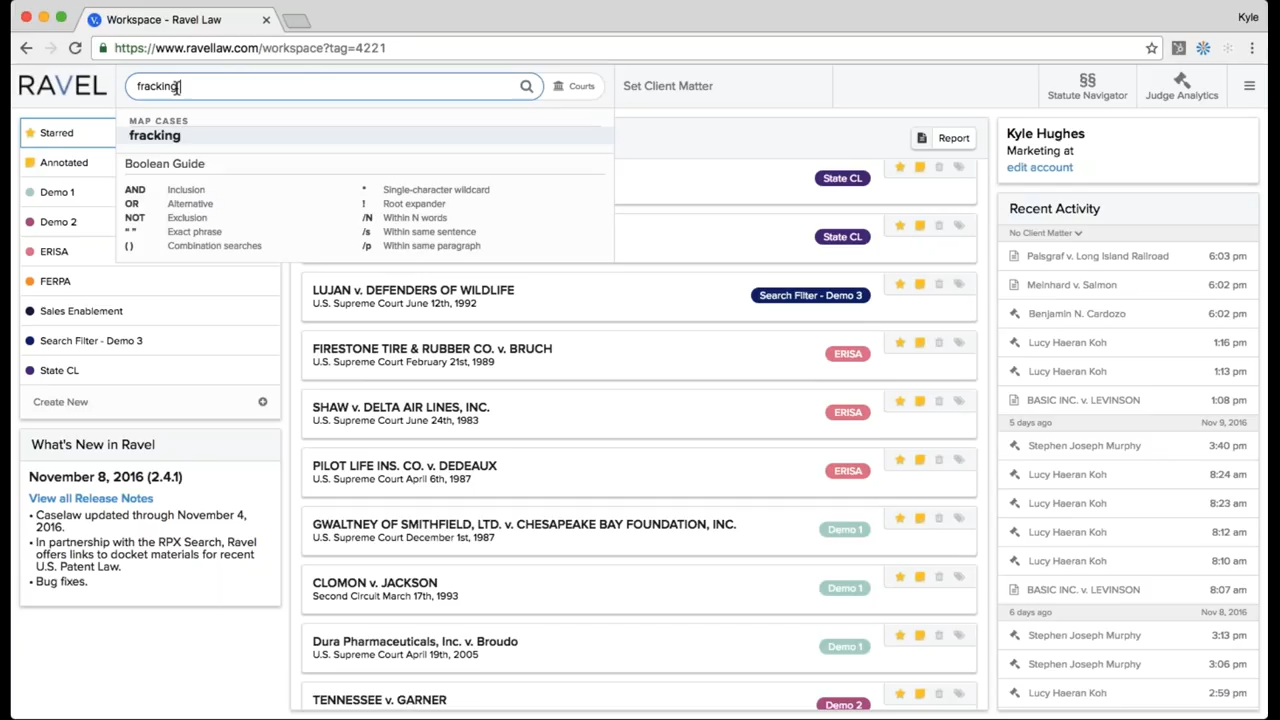 Workspace - Ravel Law
Kyle
https://www.ravellaw.com/workspace?tag=4221
RAVEL
fracking
Courts
Set Client Matter
§§
Statute Navigator
Judge Analytics
MAP CASES
fracking
Boolean Guide
AND Inclusion
OR Alternative
NOT Exclusion
" " Exact phrase
( ) Combination searches
* Single-character wildcard
! Root expander
/N Within N words
/s Within same sentence
/p Within same paragraph
Starred
Annotated
Demo 1
Demo 2
ERISA
FERPA
Sales Enablement
Search Filter - Demo 3
State CL
Create New
What's New in Ravel
November 8, 2016 (2.4.1)
View all Release Notes
• Caselaw updated through November 4,
2016.
• In partnership with the RPX Search, Ravel
offers links to docket materials for recent
U.S. Patent Law.
• Bug fixes.
Report
State CL
State CL
LUJAN v. DEFENDERS OF WILDLIFE
U.S. Supreme Court June 12th, 1992
Search Filter - Demo 3
FIRESTONE TIRE & RUBBER CO. v. BRUCH
U.S. Supreme Court February 21st, 1989
ERISA
SHAW v. DELTA AIR LINES, INC.
U.S. Supreme Court June 24th, 1983
ERISA
PILOT LIFE INS. CO. v. DEDEAUX
U.S. Supreme Court April 6th, 1987
ERISA
GWALTNEY OF SMITHFIELD, LTD. v. CHESAPEAKE BAY FOUNDATION, INC.
U.S. Supreme Court December 1st, 1987
Demo 1
CLOMON v. JACKSON
Second Circuit March 17th, 1993
Demo 1
Dura Pharmaceuticals, Inc. v. Broudo
U.S. Supreme Court April 19th, 2005
Demo 1
TENNESSEE v. GARNER
Demo 2
Kyle Hughes
Marketing at
edit account
Recent Activity
No Client Matter
Palsgraf v. Long Island Railroad 6:03 pm
Meinhard v. Salmon 6:02 pm
Benjamin N. Cardozo 6:02 pm
Lucy Haeran Koh 1:16 pm
Lucy Haeran Koh 1:13 pm
BASIC INC. v. LEVINSON 1:08 pm
5 days ago Nov 9, 2016
Stephen Joseph Murphy 3:40 pm
Lucy Haeran Koh 8:24 am
Lucy Haeran Koh 8:23 am
Lucy Haeran Koh 8:12 am
Lucy Haeran Koh 8:10 am
BASIC INC. v. LEVINSON 8:07 am
6 days ago Nov 8, 2016
Stephen Joseph Murphy 3:13 pm
Stephen Joseph Murphy 3:06 pm
Lucy Haeran Koh 2:59 pm